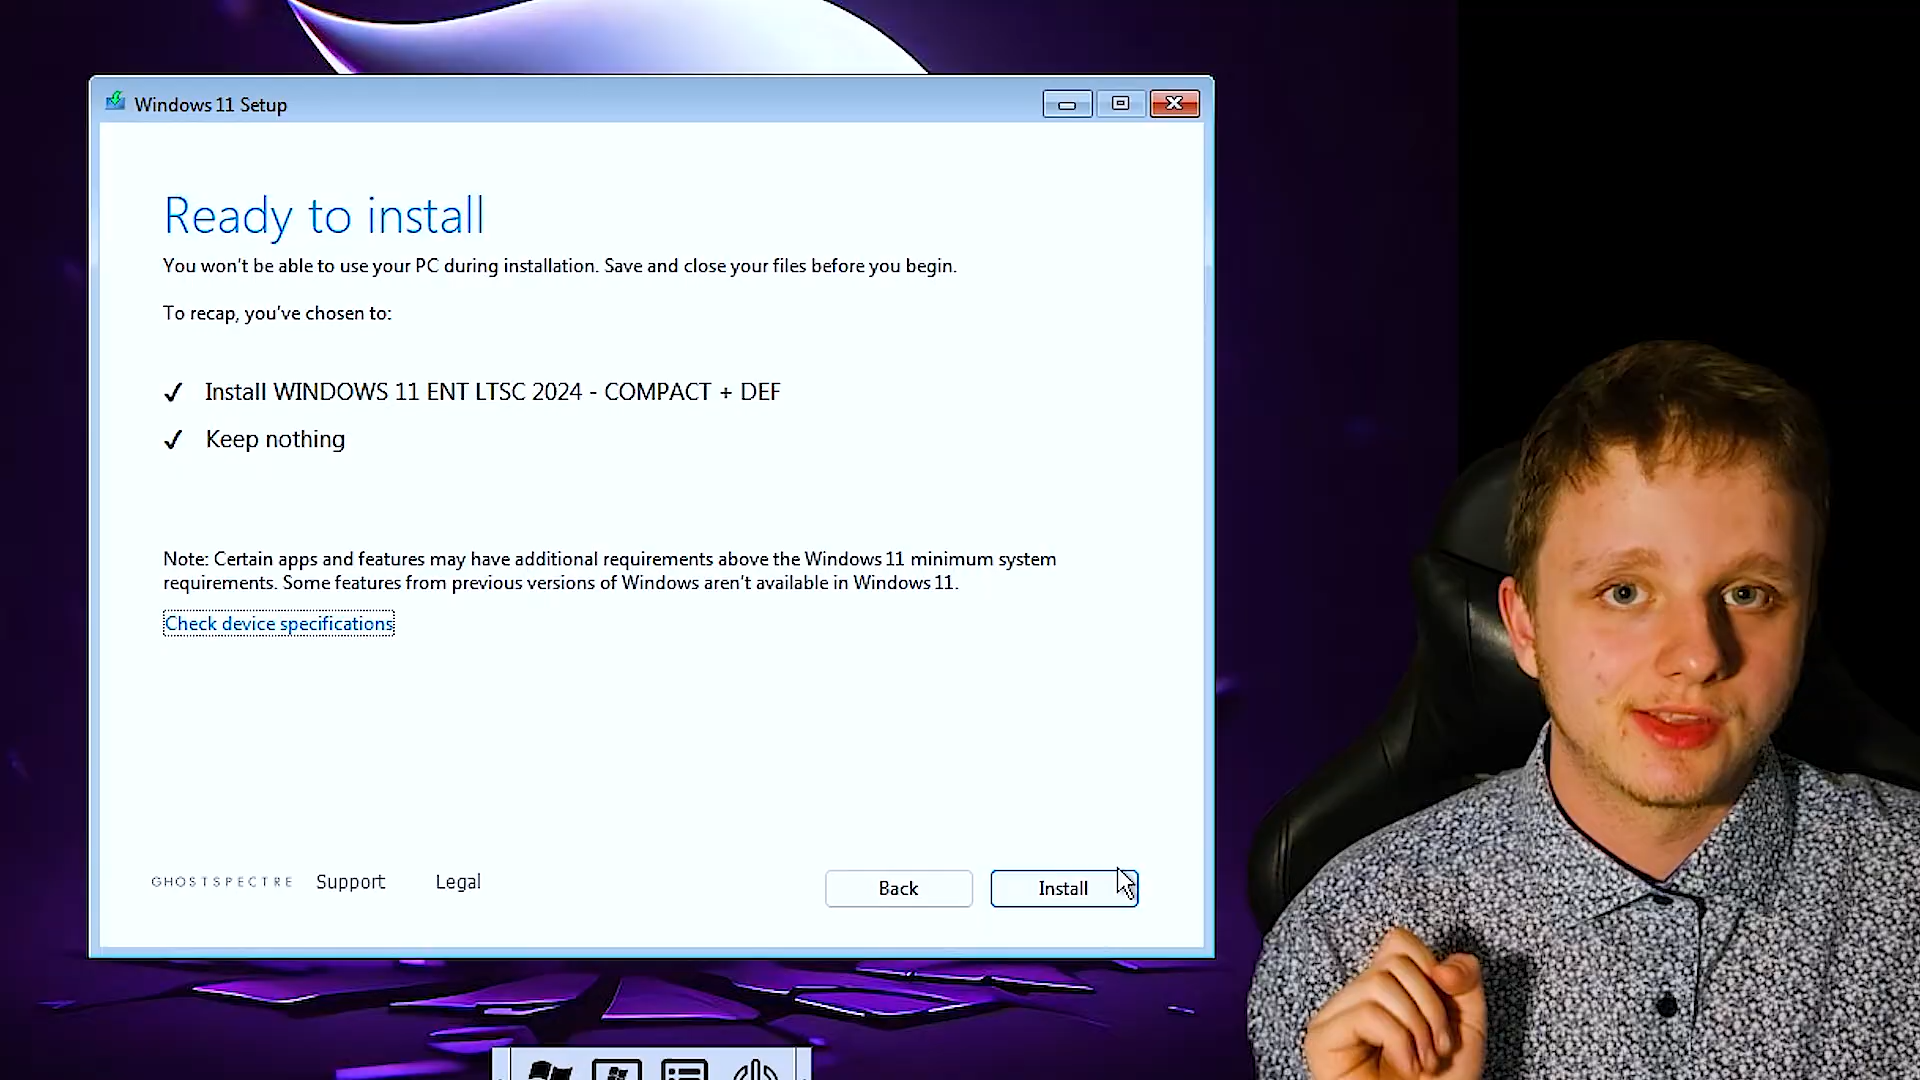 Windows 11 Setup
Ready to install
You won't be able to use your PC during installation. Save and close your files before you begin.
To recap, you've chosen to:
✓ Install WINDOWS 11 ENT LTSC 2024 - COMPACT + DEF
✓ Keep nothing
Note: Certain apps and features may have additional requirements above the Windows 11 minimum system
requirements. Some features from previous versions of Windows aren't available in Windows 11.
Check device specifications
GHOSTSPECTRE Support Legal
Back Install